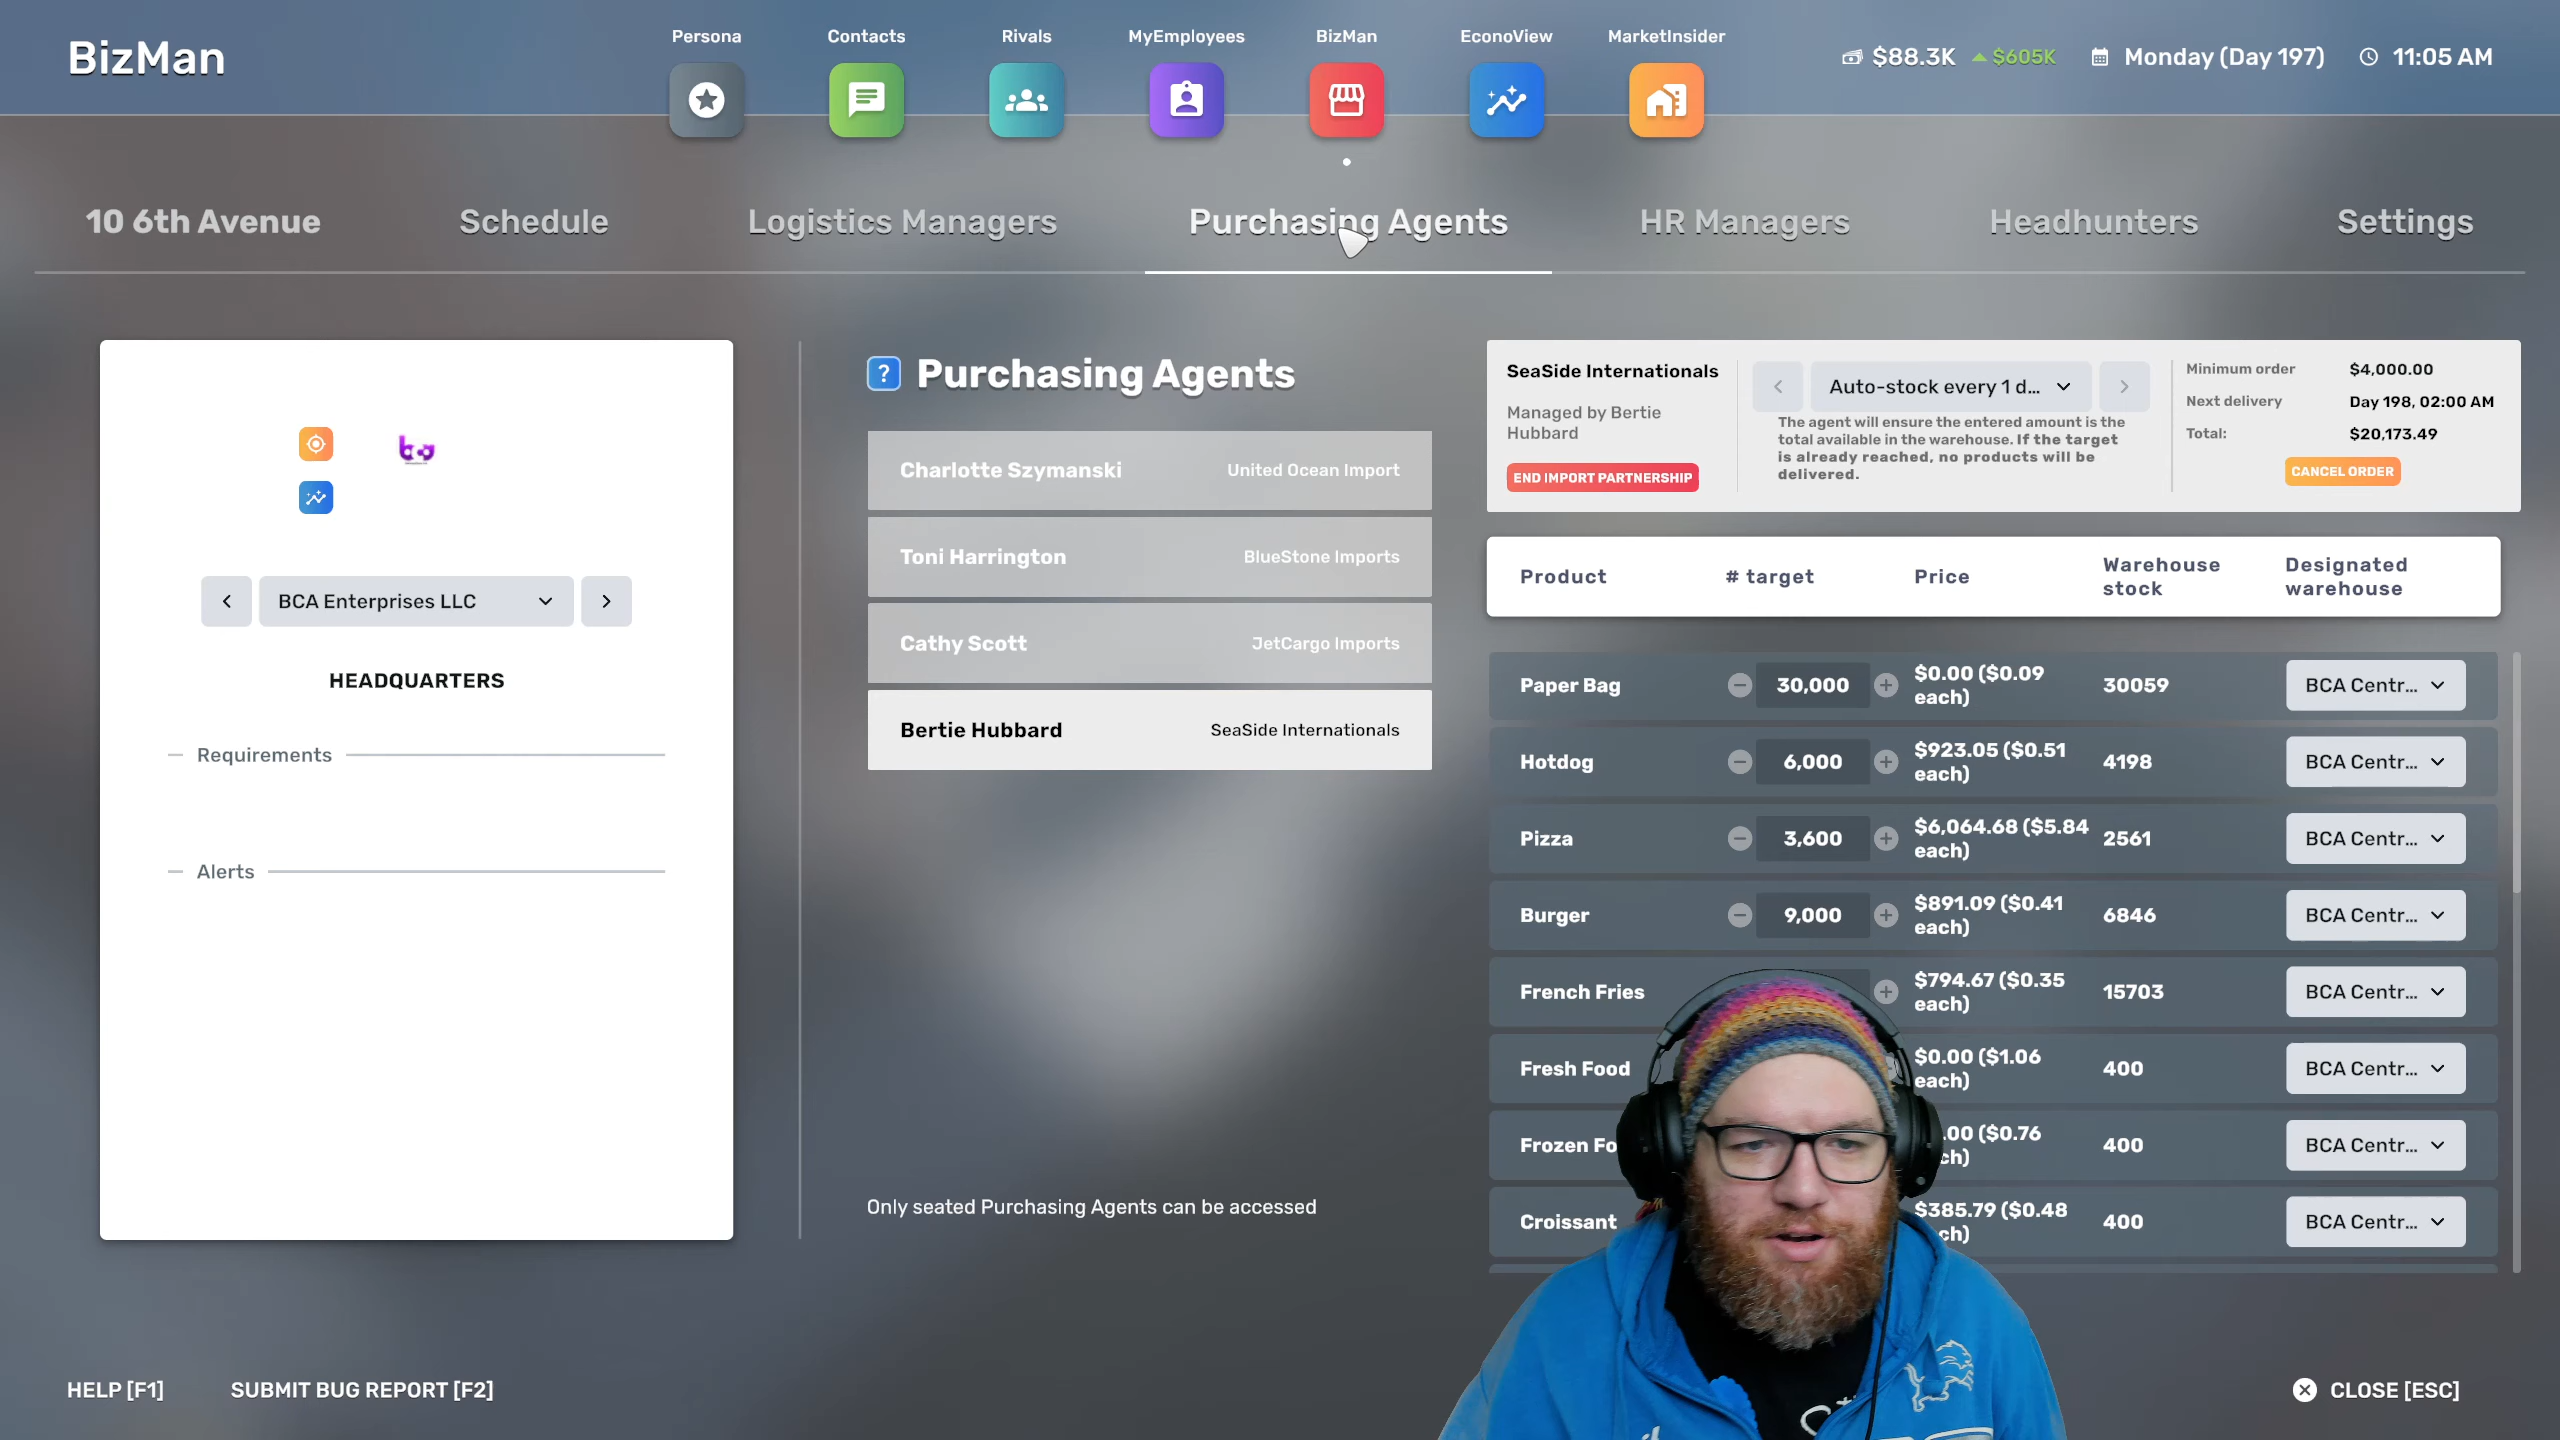 BizMan
Persona
Contacts
Rivals
MyEmployees
BizMan
EconoView
MarketInsider
$88.3K
$605K
Monday (Day 197)
11:05 AM
10 6th Avenue
Schedule
Logistics Managers
Purchasing Agents
HR Managers
Headhunters
Settings
BCA Enterprises LLC
HEADQUARTERS
Requirements
Alerts
? Purchasing Agents
Charlotte Szymanski United Ocean Import
Toni Harrington BlueStone Imports
Cathy Scott JetCargo Imports
Bertie Hubbard SeaSide Internationals
Only seated Purchasing Agents can be accessed
SeaSide Internationals
Managed by Bertie
Hubbard
END IMPORT PARTNERSHIP
Auto-stock every 1 d...
The agent will ensure the entered amount is the
total available in the warehouse. If the target
is already reached, no products will be
delivered.
Minimum order $4,000.00
Next delivery Day 198, 02:00 AM
Total: $20,173.49
CANCEL ORDER
Product # target Price Warehouse
stock Designated
warehouse
Paper Bag 30,000 $0.00 ($0.09
each) 30059 BCA Centr...
Hotdog 6,000 $923.05 ($0.51
each) 4198 BCA Centr...
Pizza 3,600 $6,064.68 ($5.84
each) 2561 BCA Centr...
Burger 9,000 $891.09 ($0.41
each) 6846 BCA Centr...
French Fries $794.67 ($0.35
each) 15703 BCA Centr...
Fresh Food $0.00 ($1.06
each) 400 BCA Centr...
Frozen Fo .00 ($0.76
ch) 400 BCA Centr...
Croissant $385.79 ($0.48
ch) 400 BCA Centr...
HELP [F1]
SUBMIT BUG REPORT [F2]
CLOSE [ESC]